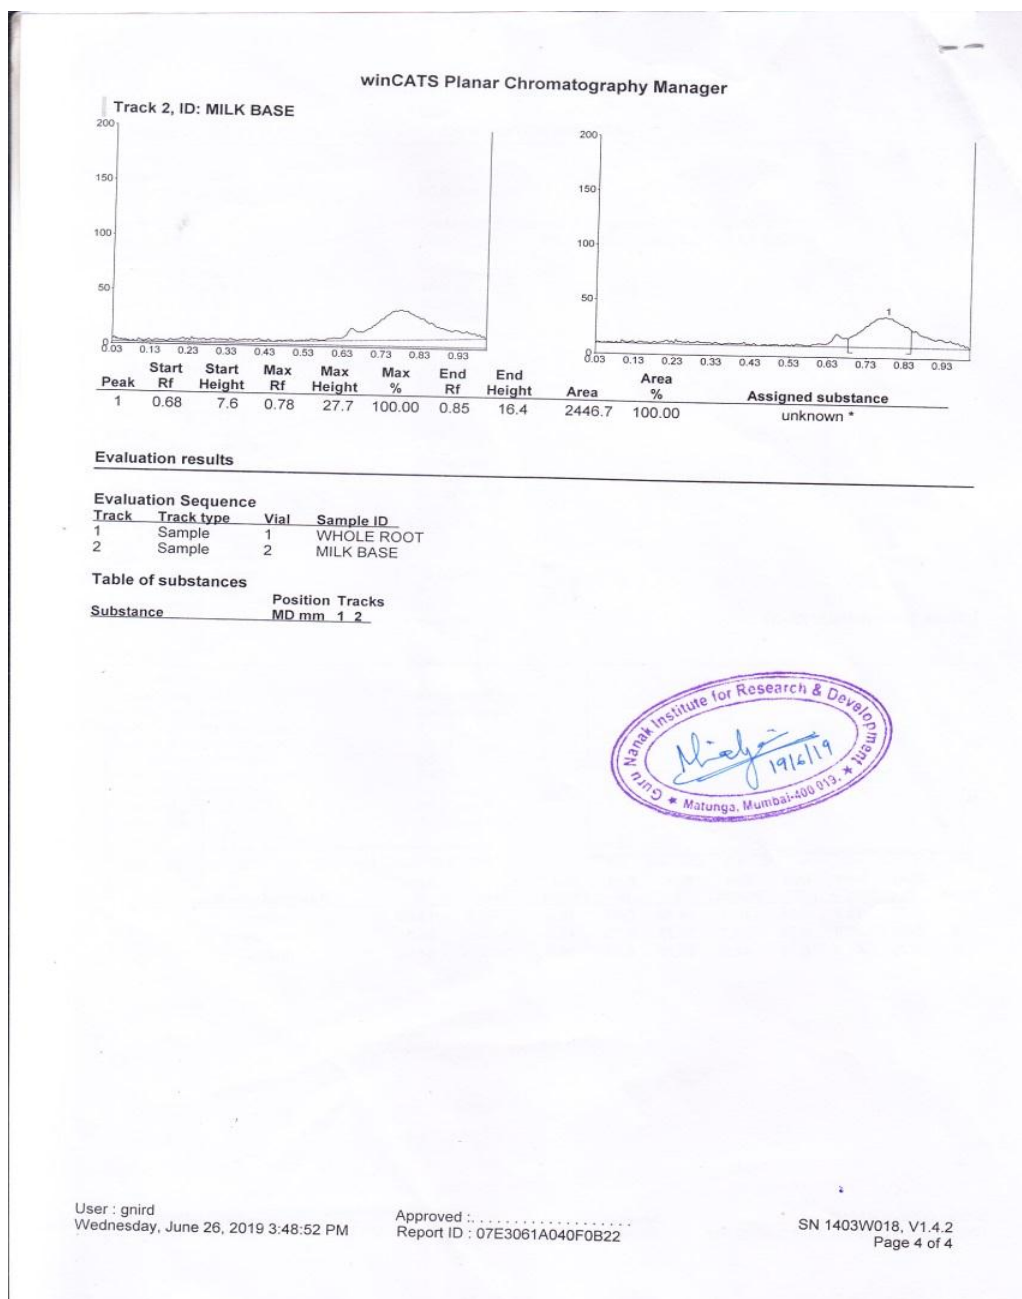 winCATS Planar Chromatography Manager
Track 2, ID: MILK BASE
200
150
100
50
0
0.03 0.13 0.23 0.33 0.43 0.53 0.63 0.73 0.83 0.93
200
150
100
50
0
0.03 0.13 0.23 0.33 0.43 0.53 0.63 0.73 0.83 0.93
1
Peak Start Rf Start Height Max Rf Max Height Max % End Rf End Height Area Area % Assigned substance
1 0.68 7.6 0.78 27.7 100.00 0.85 16.4 2446.7 100.00 unknown *
Evaluation results
Evaluation Sequence
Track Track type Vial Sample ID
1 Sample 1 WHOLE ROOT
2 Sample 2 MILK BASE
Table of substances
Position Tracks
Substance MD mm 1 2
Guru Nanak Institute for Research & Development
19/6/19
★ Matunga, Mumbai-400 019. ★
User : gnird
Wednesday, June 26, 2019 3:48:52 PM
Approved :. . . . . . . . . . . . . . . . . . .
Report ID : 07E3061A040F0B22
SN 1403W018, V1.4.2
Page 4 of 4